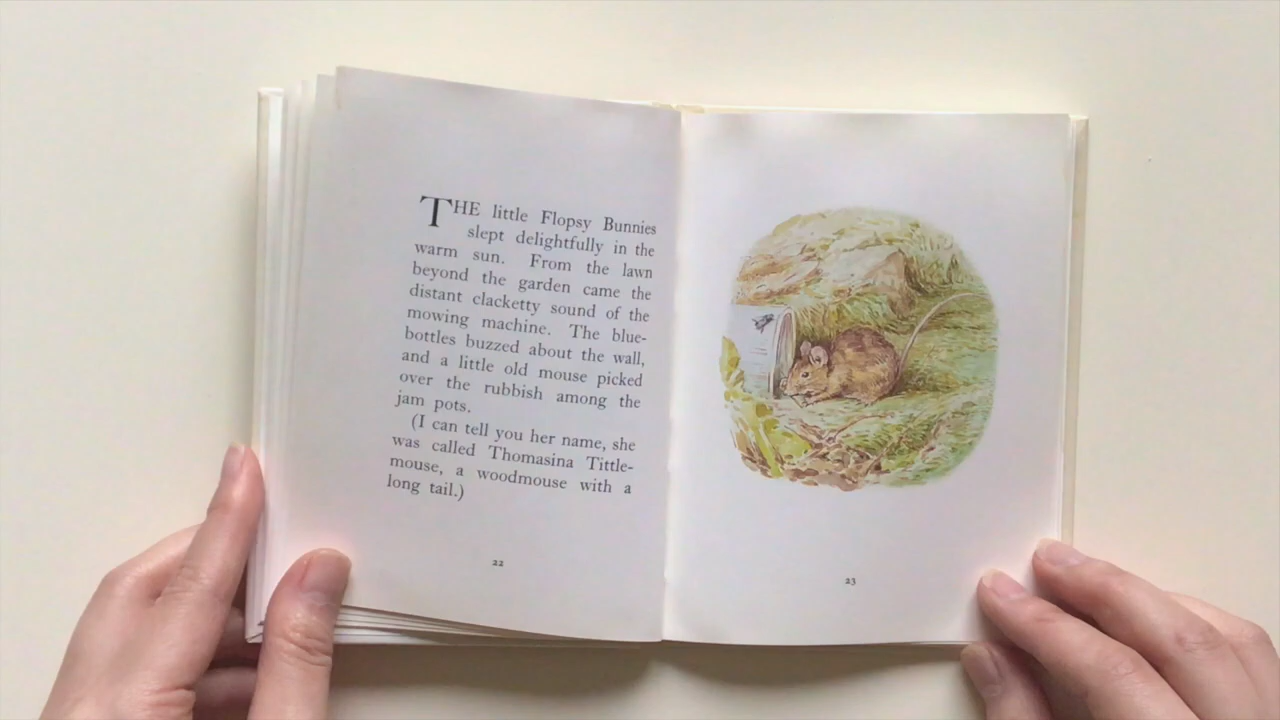 THE little Flopsy Bunnies
slept delightfully in the
warm sun. From the lawn
beyond the garden came the
distant clacketty sound of the
mowing machine. The blue-
bottles buzzed about the wall,
and a little old mouse picked
over the rubbish among the
jam pots.
(I can tell you her name, she
was called Thomasina Tittle-
mouse, a woodmouse with a
long tail.)
22
23